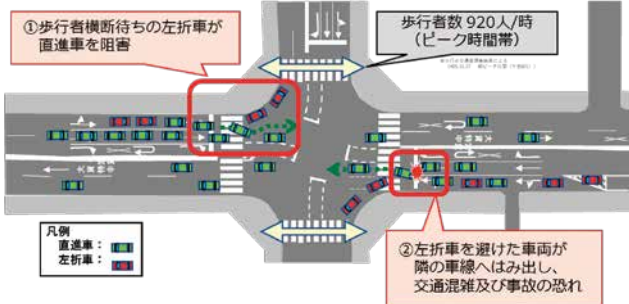 ①歩行者横断待ちの左折車が
直進車を阻害
歩行者数 920人/時
(ピーク時間帯)
凡例
直進車:
左折車:
②左折車を避けた車両が
隣の車線へはみ出し、
交通混雑及び事故の恐れ